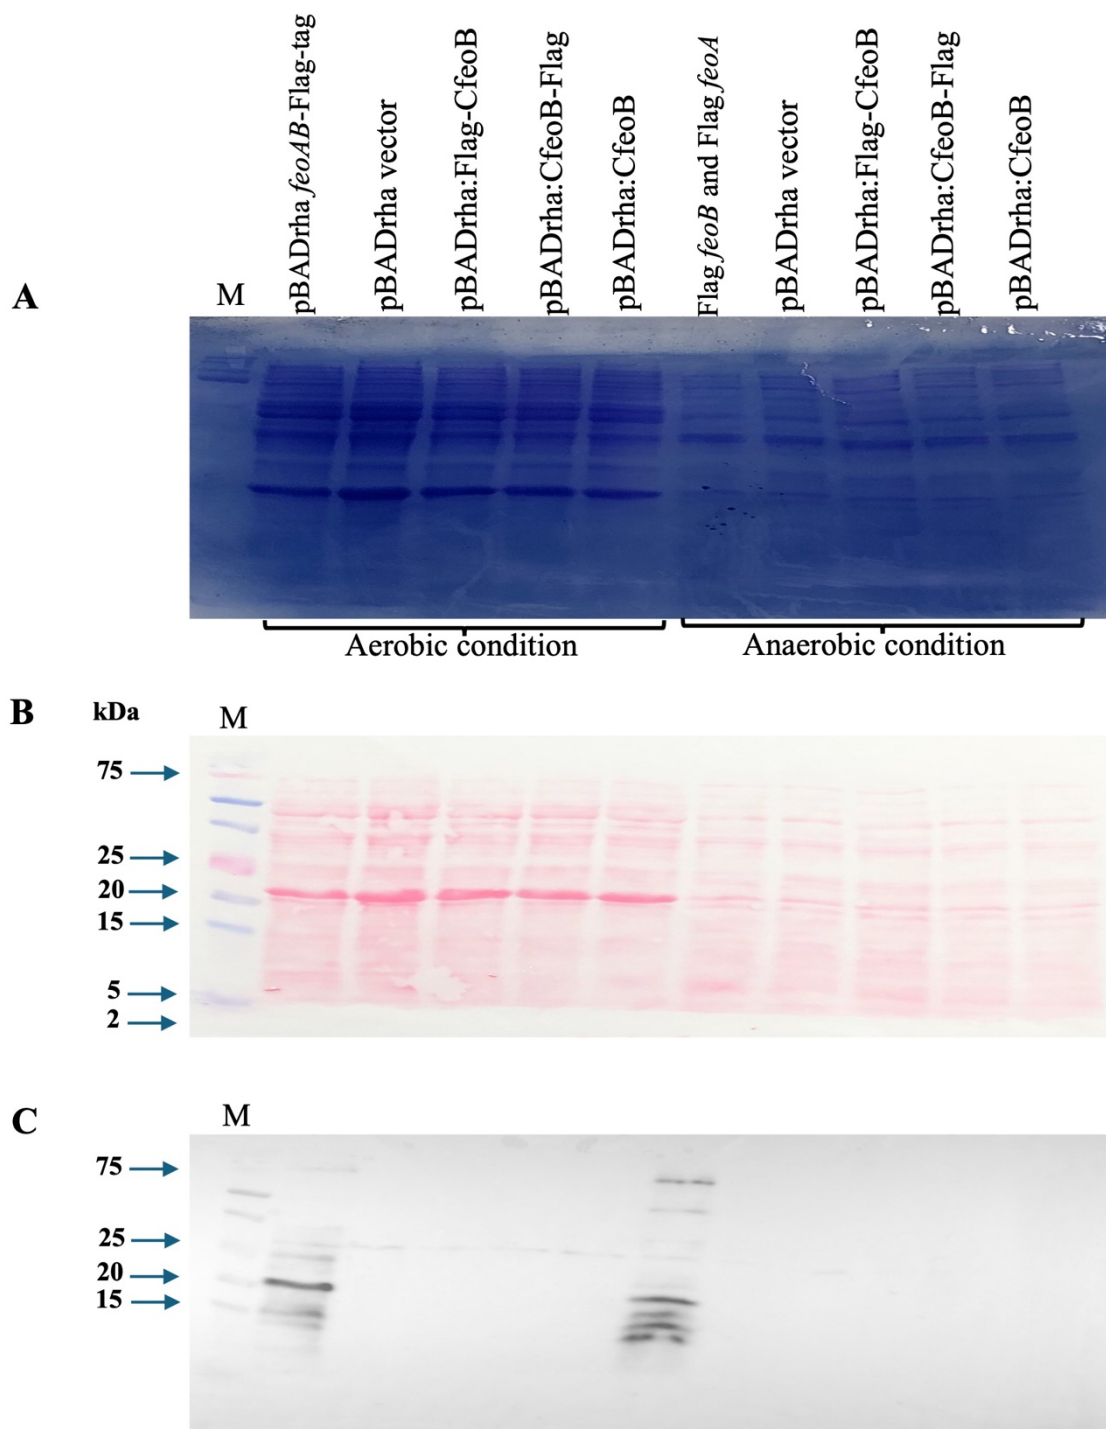 A
M
pBADrha feoAB-Flag-tag
pBADrha vector
pBADrha:Flag-CfeoB
pBADrha:CfeoB-Flag
pBADrha:CfeoB
Flag feoB and Flag feoA
pBADrha vector
pBADrha:Flag-CfeoB
pBADrha:CfeoB-Flag
pBADrha:CfeoB
Aerobic condition
Anaerobic condition
B
kDa
M
75
25
20
15
5
2
C
M
75
25
20
15